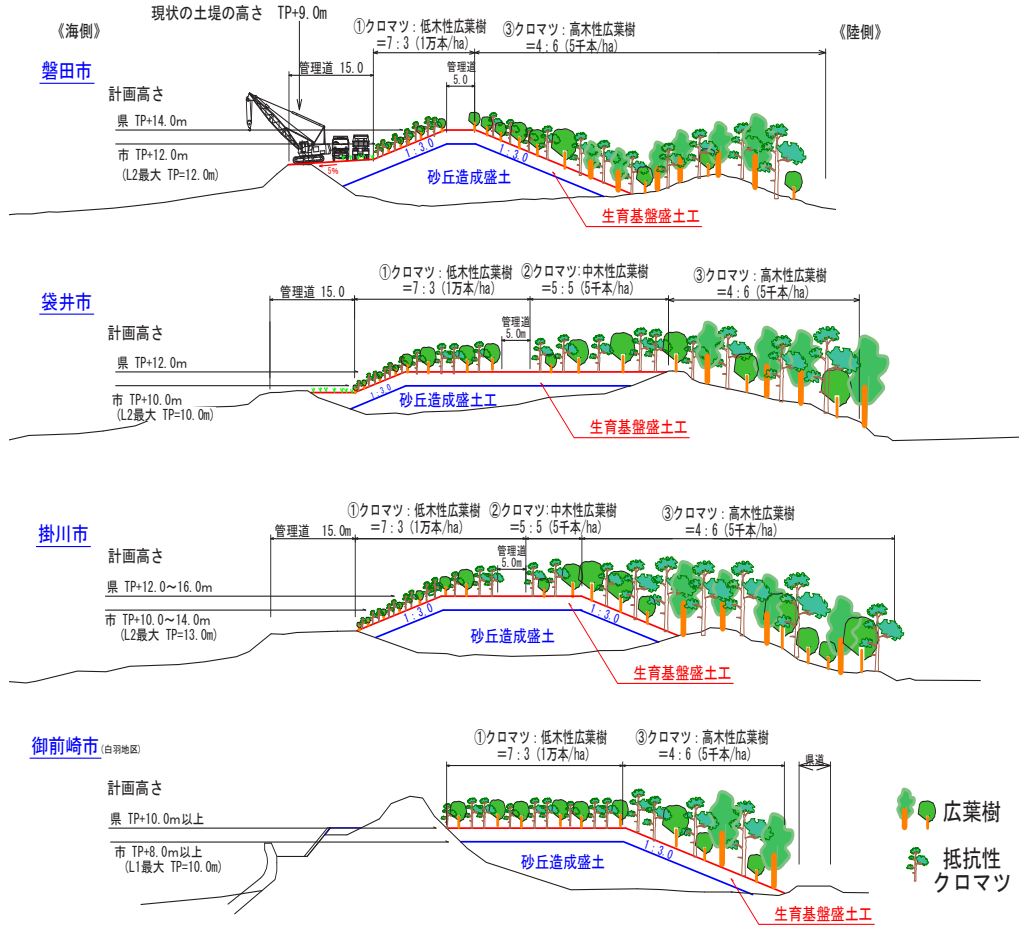 現状の土堤の高さ TP+9.0m
《海側》
①クロマツ：低木性広葉樹
=7：3 (1万本/ha)
③クロマツ：高木性広葉樹
=4：6 (5千本/ha)
《陸側》
磐田市
管理道 15.0
管理道
5.0
計画高さ
県 TP+14.0m
市 TP+12.0m
(L2最大 TP=12.0m)
5%
1：3.0
1：3.0
砂丘造成盛土
生育基盤盛土工
袋井市
管理道 15.0
①クロマツ：低木性広葉樹
=7：3 (1万本/ha)
②クロマツ：中木性広葉樹
=5：5 (5千本/ha)
③クロマツ：高木性広葉樹
=4：6 (5千本/ha)
管理道
5.0m
計画高さ
県 TP+12.0m
市 TP+10.0m
(L2最大 TP=10.0m)
1：3.0
砂丘造成盛土工
生育基盤盛土工
掛川市
管理道 15.0m
①クロマツ：低木性広葉樹
=7：3 (1万本/ha)
②クロマツ：中木性広葉樹
=5：5 (5千本/ha)
③クロマツ：高木性広葉樹
=4：6 (5千本/ha)
管理道
5.0m
計画高さ
県 TP+12.0～16.0m
市 TP+10.0～14.0m
(L2最大 TP=13.0m)
1：3.0
1：3.0
砂丘造成盛土
生育基盤盛土工
御前崎市(白羽地区)
①クロマツ：低木性広葉樹
=7：3 (1万本/ha)
③クロマツ：高木性広葉樹
=4：6 (5千本/ha)
県道
計画高さ
県 TP+10.0m以上
市 TP+8.0m以上
(L1最大 TP=10.0m)
1：3.0
砂丘造成盛土
生育基盤盛土工
広葉樹
抵抗性
クロマツ